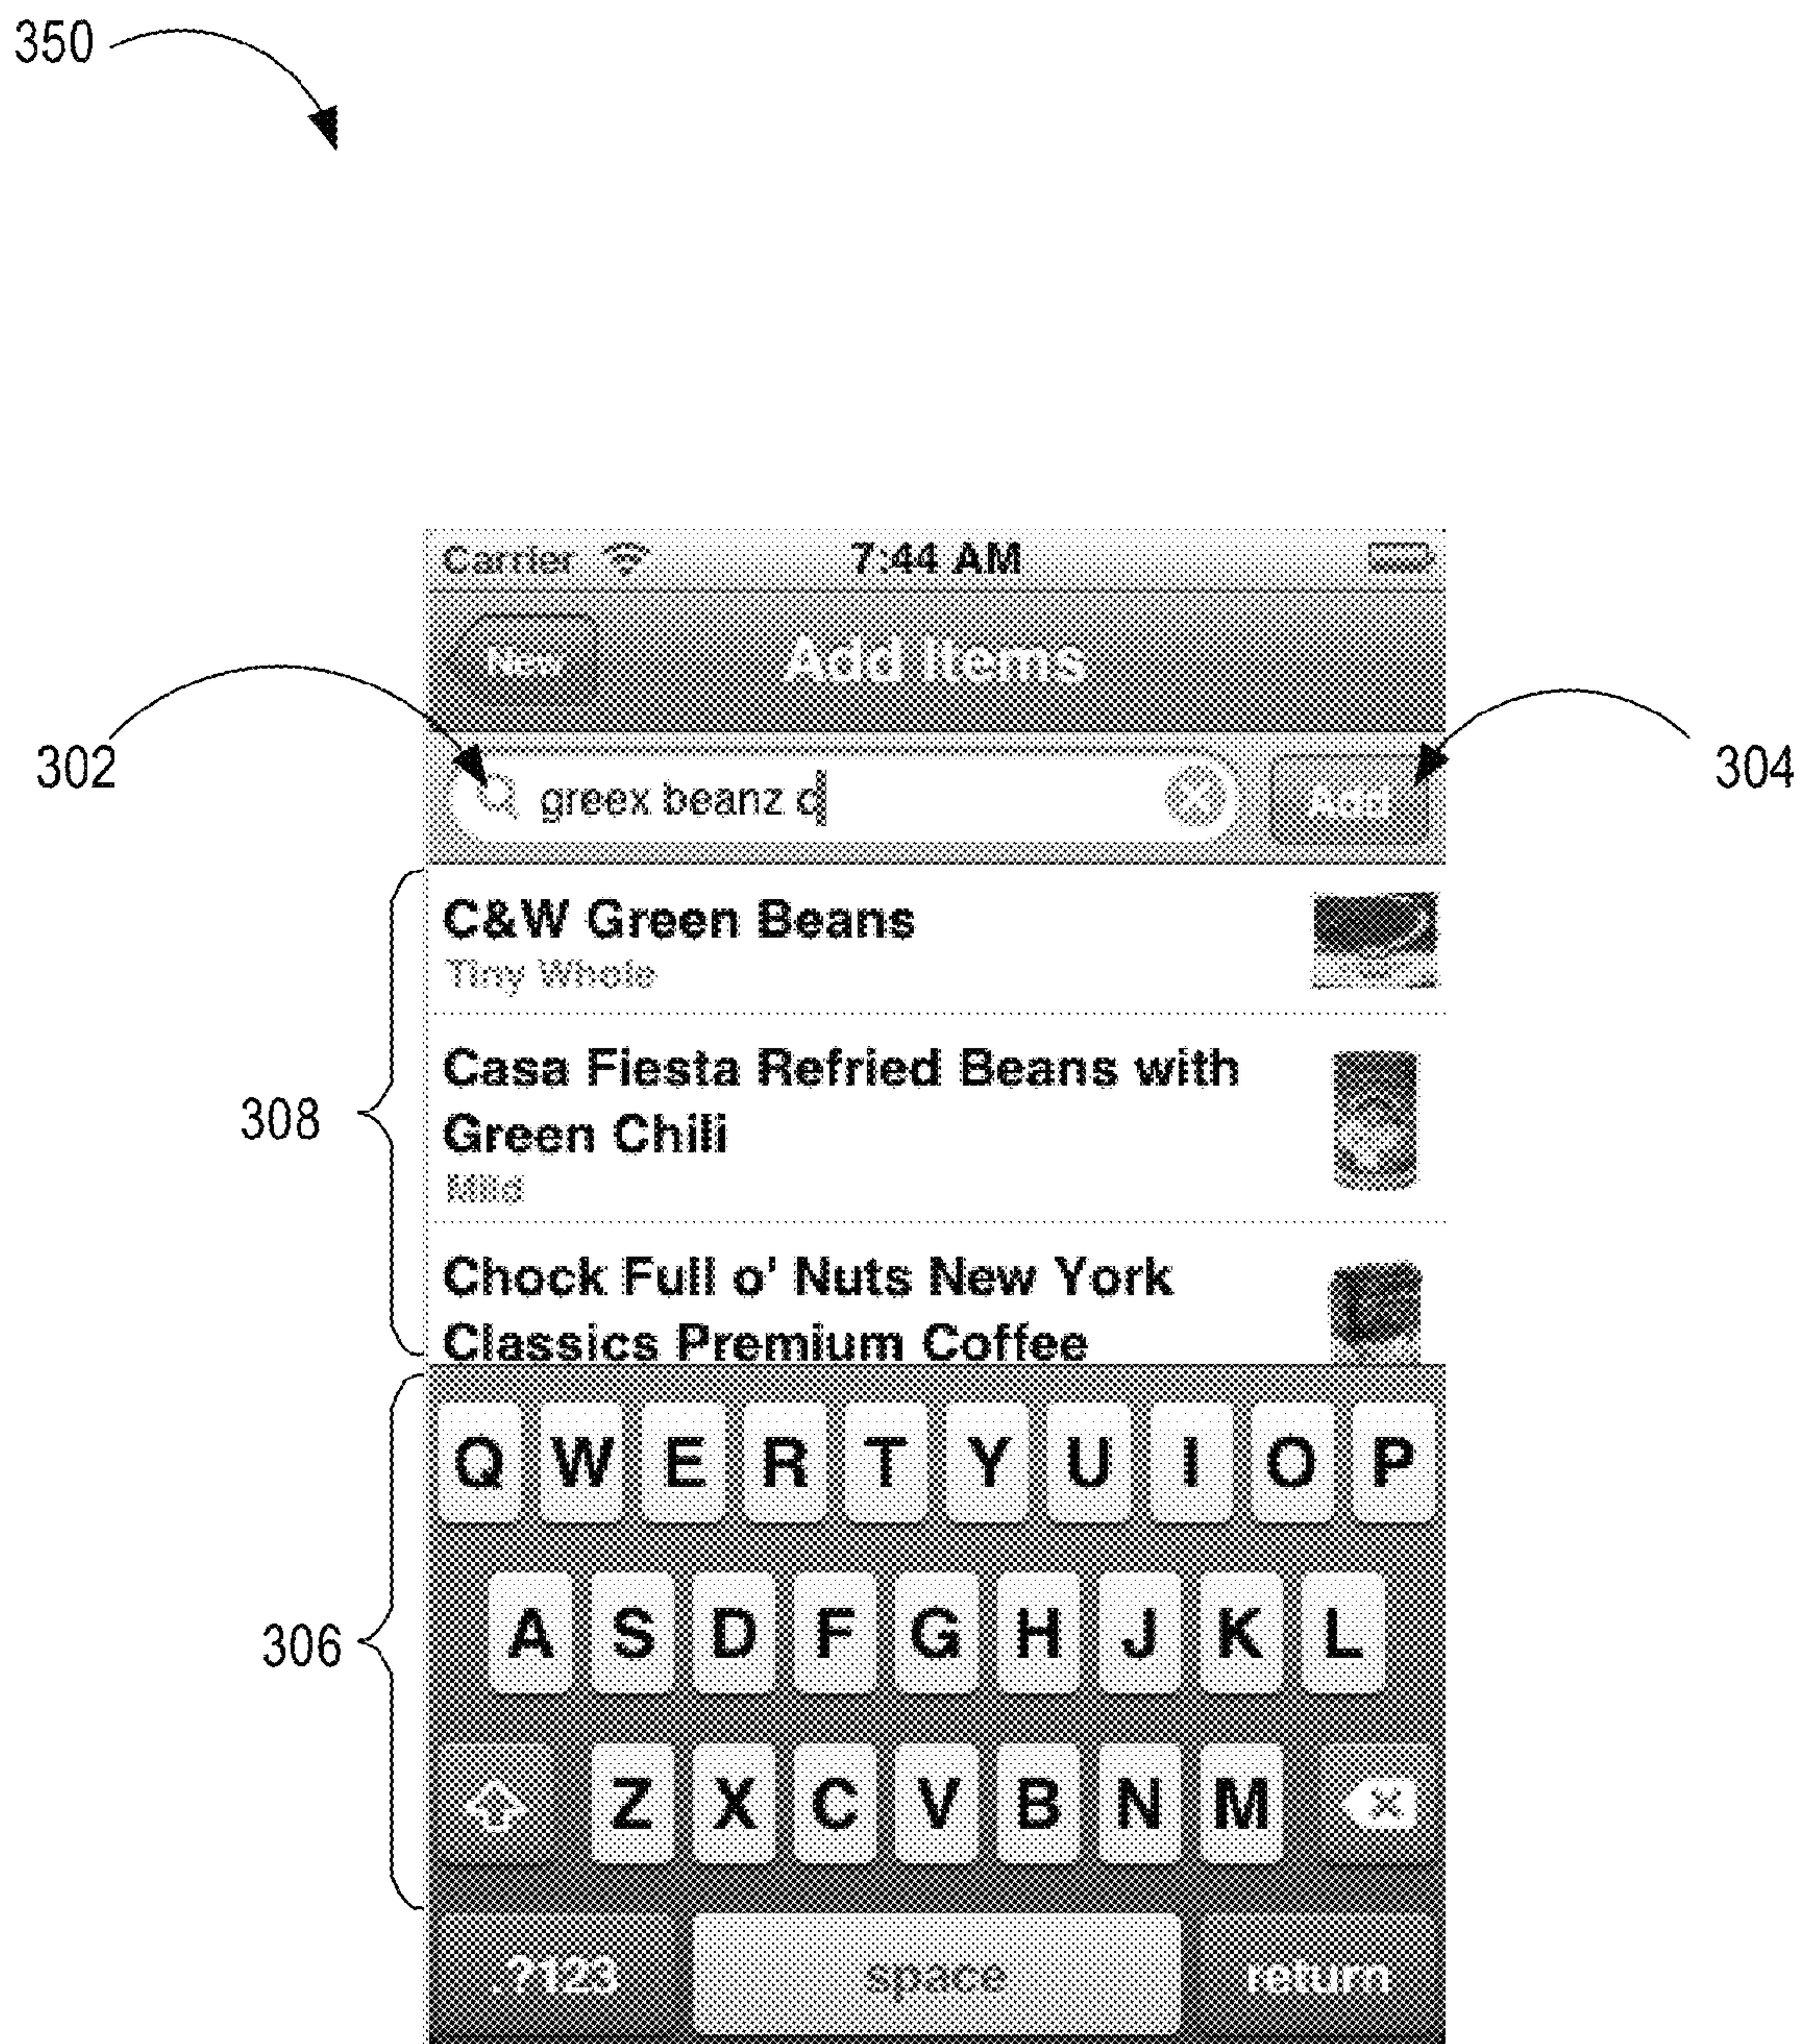 350
Carrier 7:44 AM
New Add Items
302
greex beanz c
Add
304
C&W Green Beans
Tiny Whole
308
Casa Fiesta Refried Beans with
Green Chili
Mild
Chock Full o' Nuts New York
Classics Premium Coffee
Q W E R T Y U I O P
306
A S D F G H J K L
Z X C V B N M
.?123 space return